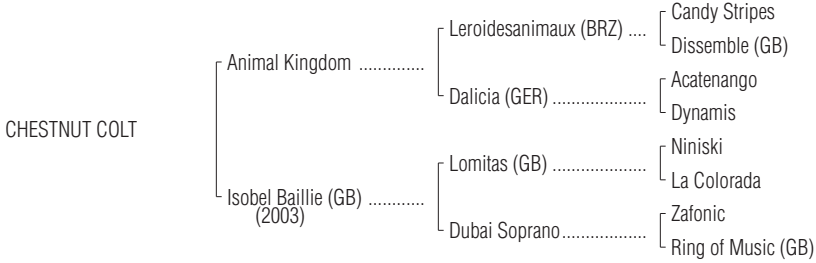 Candy Stripes
Leroidesanimaux (BRZ) ....
Dissemble (GB)
Animal Kingdom ..............
Acatenango
Dalicia (GER) .....................
Dynamis
CHESTNUT COLT
Niniski
Lomitas (GB) .....................
La Colorada
Isobel Baillie (GB) ............
(2003)
Zafonic
Dubai Soprano...................
Ring of Music (GB)